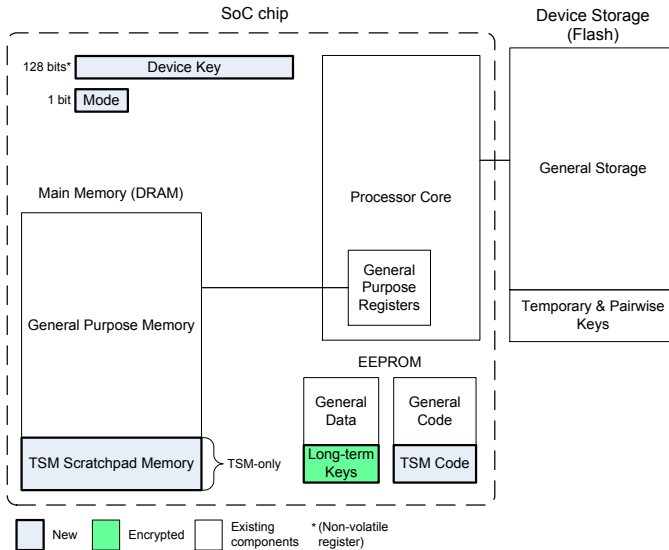 SoC chip
Device Storage
(Flash)
128 bits*
Device Key
1 bit
Mode
Main Memory (DRAM)
Processor Core
General Storage
General
Purpose
Registers
General Purpose Memory
Temporary & Pairwise
Keys
EEPROM
General
Data
General
Code
TSM Scratchpad Memory
TSM-only
Long-term
Keys
TSM Code
New
Encrypted
Existing
components
* (Non-volatile
register)